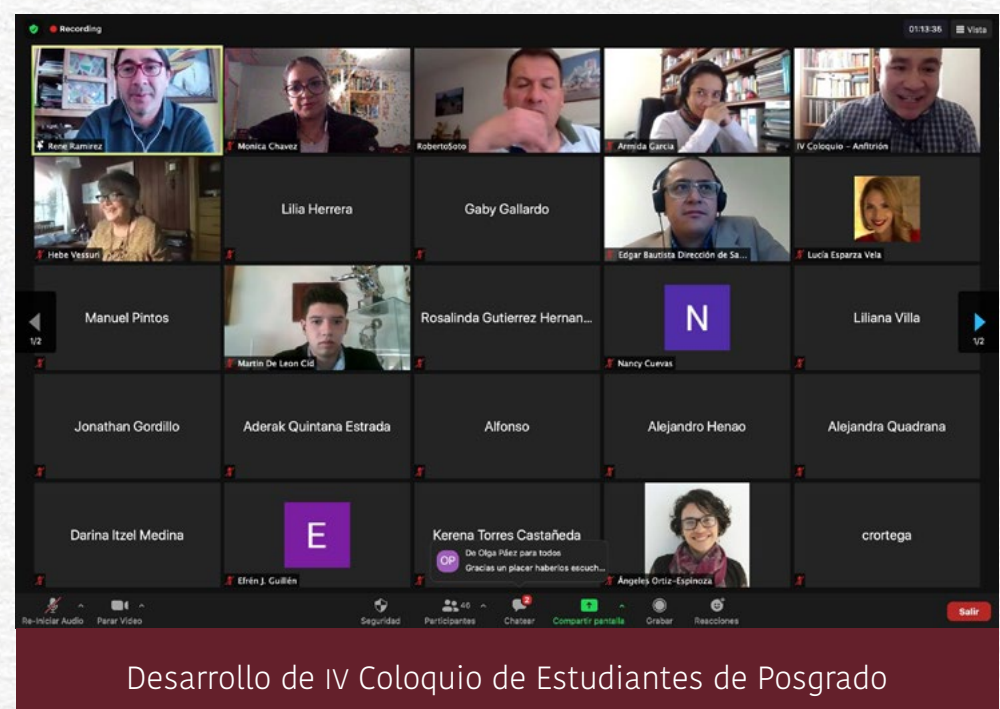 Recording
01:13:36
Vista
Rene Ramirez
Monica Chavez
RobertoSoto
Armida Garcia
IV Coloquio - Anfitrión
Hebe Vessuri
Lilia Herrera
Gaby Gallardo
Edgar Bautista Dirección de Sa...
Lucía Esparza Vela
Manuel Pintos
Martin De Leon Cid
Rosalinda Gutierrez Hernan...
N
Nancy Cuevas
Liliana Villa
1/2
1/2
Jonathan Gordillo
Aderak Quintana Estrada
Alfonso
Alejandro Henao
Alejandra Quadrana
Darina Itzel Medina
E
Efrén J. Guillén
Kerena Torres Castañeda
OP
De Olga Páez para todos
Gracias un placer haberlos escuch...
Ángeles Ortiz-Espinoza
crortega
Re-Iniciar Audio
Parar Video
Seguridad
46
Participantes
2
Chatear
Compartir pantalla
Grabar
Reacciones
Salir
Desarrollo de IV Coloquio de Estudiantes de Posgrado